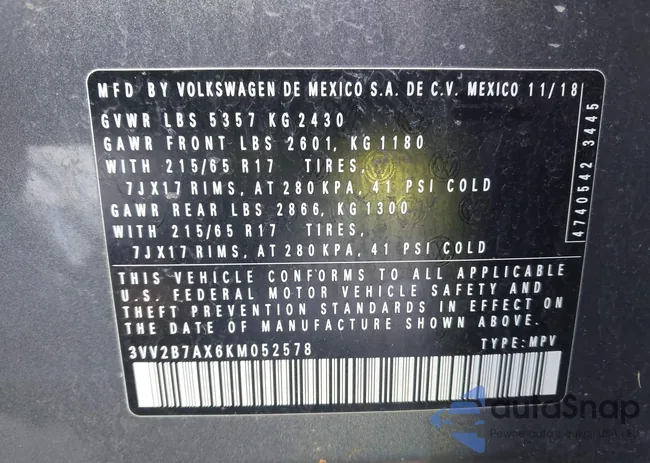 MFD BY VOLKSWAGEN DE MEXICO S.A. DE C.V. MEXICO 11/18
GVWR LBS 5357 KG 2430
GAWR FRONT LBS 2601, KG 1180
WITH 215/65 R17 TIRES,
7JX17 RIMS, AT 280 KPA, 41 PSI COLD
GAWR REAR LBS 2866, KG 1300
WITH 215/65 R17 TIRES,
7JX17 RIMS, AT 280 KPA, 41 PSI COLD
4740542 3445
THIS VEHICLE CONFORMS TO ALL APPLICABLE
U.S. FEDERAL MOTOR VEHICLE SAFETY AND
THEFT PREVENTION STANDARDS IN EFFECT ON
THE DATE OF MANUFACTURE SHOWN ABOVE.
3VV2B7AX6KM052578 TYPE: MPV
autoSnap